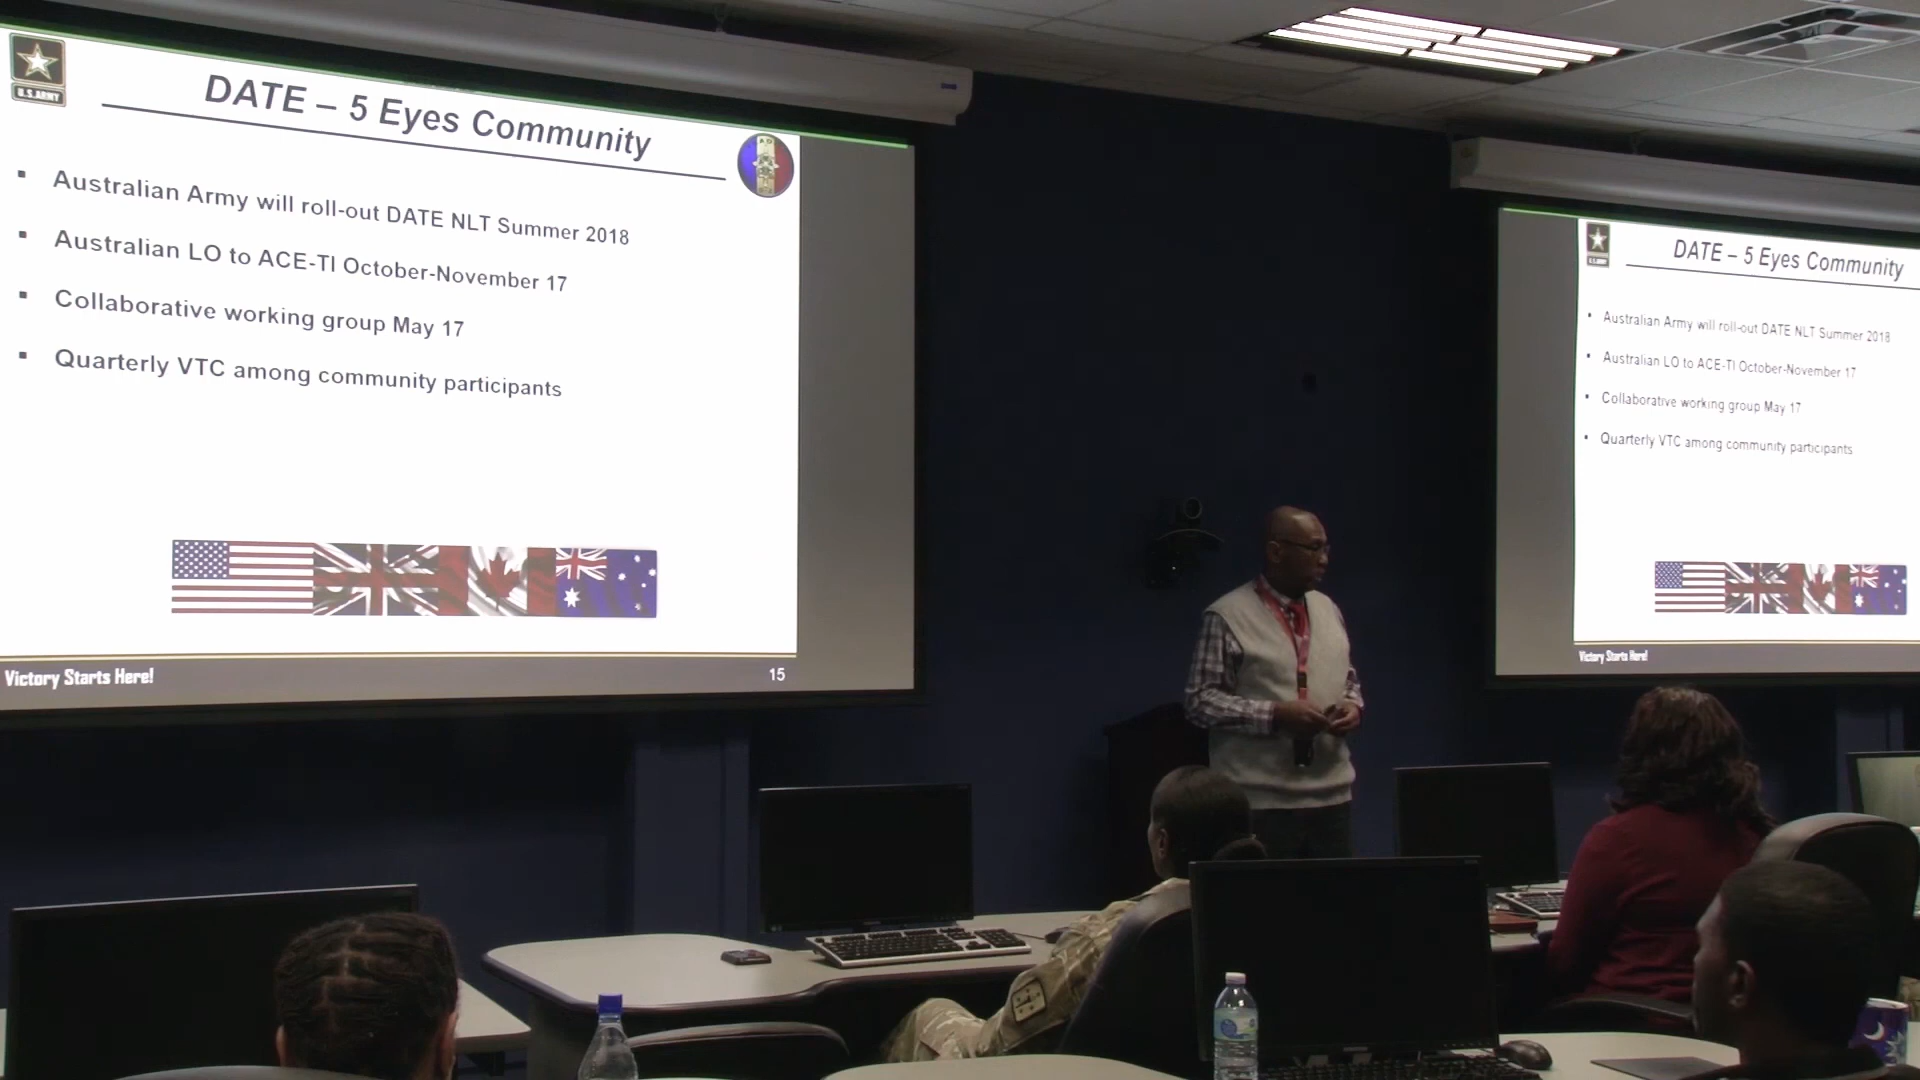 U.S. ARMY
DATE – 5 Eyes Community
Australian Army will roll-out DATE NLT Summer 2018
Australian LO to ACE-TI October-November 17
Collaborative working group May 17
Quarterly VTC among community participants
Victory Starts Here!
15
DATE – 5 Eyes Community
Australian Army will roll-out DATE NLT Summer 2018
Australian LO to ACE-TI October-November 17
Collaborative working group May 17
Quarterly VTC among community participants
Victory Starts Here!